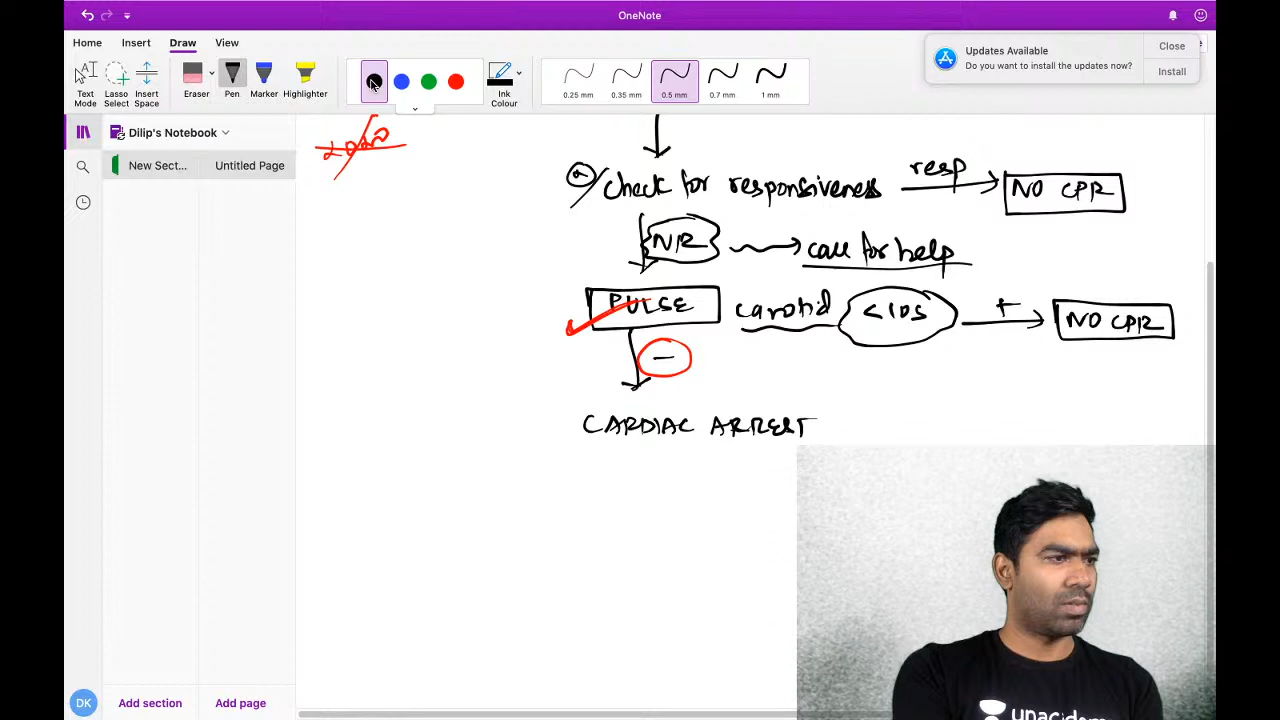 OneNote
Home Insert Draw View
Updates Available
Do you want to install the updates now?
Close
Install
Text Mode
Lasso Select
Insert Space
Eraser
Pen
Marker
Highlighter
Ink Colour
0.25 mm
0.35 mm
0.5 mm
0.7 mm
1 mm
Dilip's Notebook
New Sect...
Untitled Page
2020
a/ check for responsiveness resp NO CPR
N/R call for help
PULSE carotid <10s + NO CPR
—
CARDIAC ARREST
unacadem
DK
Add section
Add page